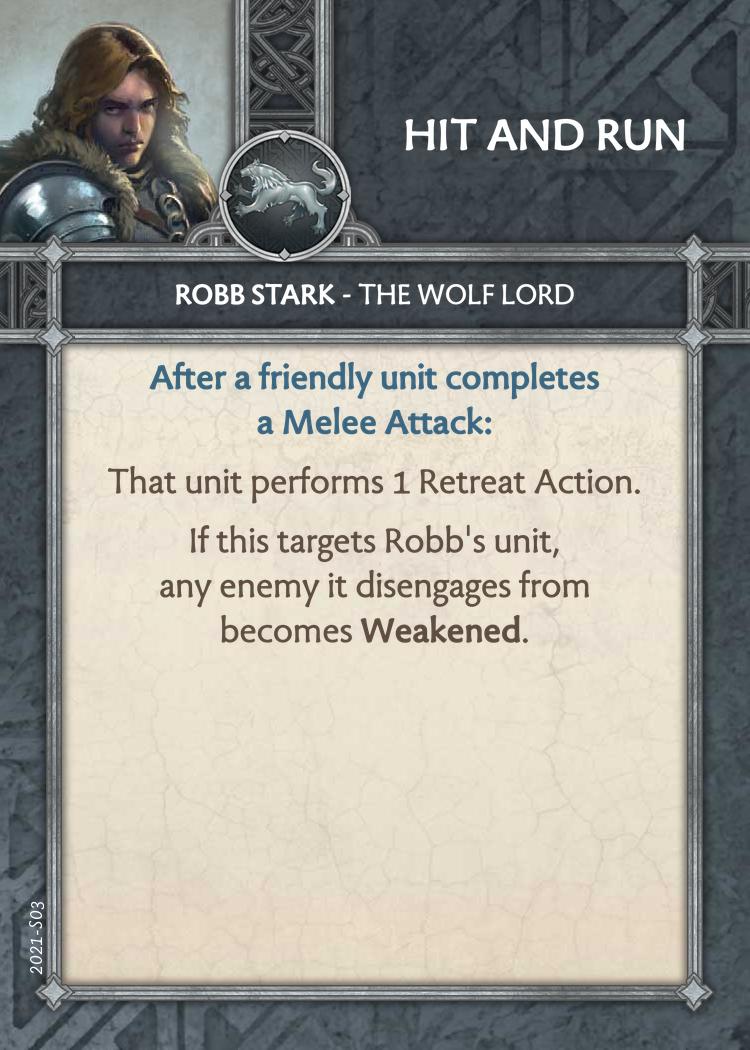 HIT AND RUN
ROBB STARK - THE WOLF LORD
After a friendly unit completes
a Melee Attack:
That unit performs 1 Retreat Action.
If this targets Robb's unit,
any enemy it disengages from
becomes Weakened.
2021-S03